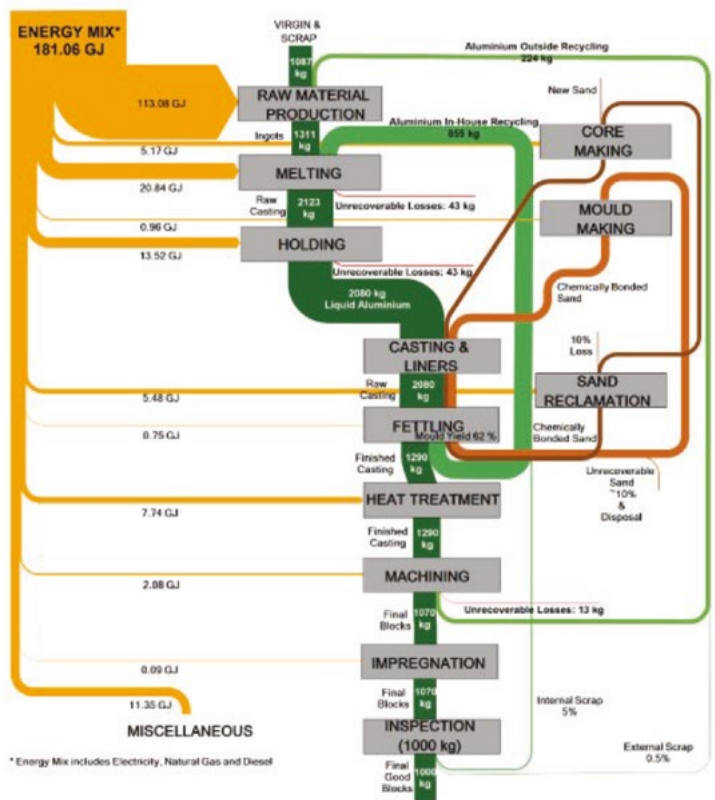 ENERGY MIX*
181.06 GJ
VIRGIN &
SCRAP
1087
kg
Aluminium Outside Recycling
224 kg
113.08 GJ
RAW MATERIAL
PRODUCTION
New Sand
Ingots
1311
kg
Aluminium In-House Recycling
855 kg
CORE
MAKING
5.17 GJ
MELTING
20.84 GJ
Raw
Casting
2123
kg
Unrecoverable Losses: 43 kg
MOULD
MAKING
0.96 GJ
HOLDING
13.52 GJ
Unrecoverable Losses: 43 kg
2080 kg
Liquid Aluminium
Chemically Bonded
Sand
10%
Loss
CASTING &
LINERS
Raw
Casting
2080
kg
SAND
RECLAMATION
5.48 GJ
FETTLING
Mould Yield 62 %
0.75 GJ
Chemically
Bonded Sand
Finished
Casting
1290
kg
Unrecoverable
Sand
~10%
&
Disposal
HEAT TREATMENT
7.74 GJ
Finished
Casting
1290
kg
MACHINING
2.08 GJ
Unrecoverable Losses: 13 kg
Final
Blocks
1070
kg
IMPREGNATION
0.09 GJ
Final
Blocks
1070
kg
Internal Scrap
5%
11.35 GJ
MISCELLANEOUS
INSPECTION
(1000 kg)
External Scrap
0.5%
Final
Good
Blocks
1000
kg
* Energy Mix includes Electricity, Natural Gas and Diesel